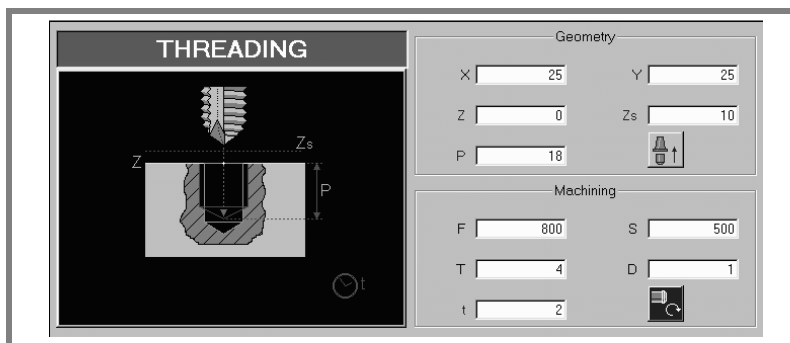 THREADING
Zs
Z
P
t
Geometry
X 25 Y 25
Z 0 Zs 10
P 18
Machining
F 800 S 500
T 4 D 1
t 2